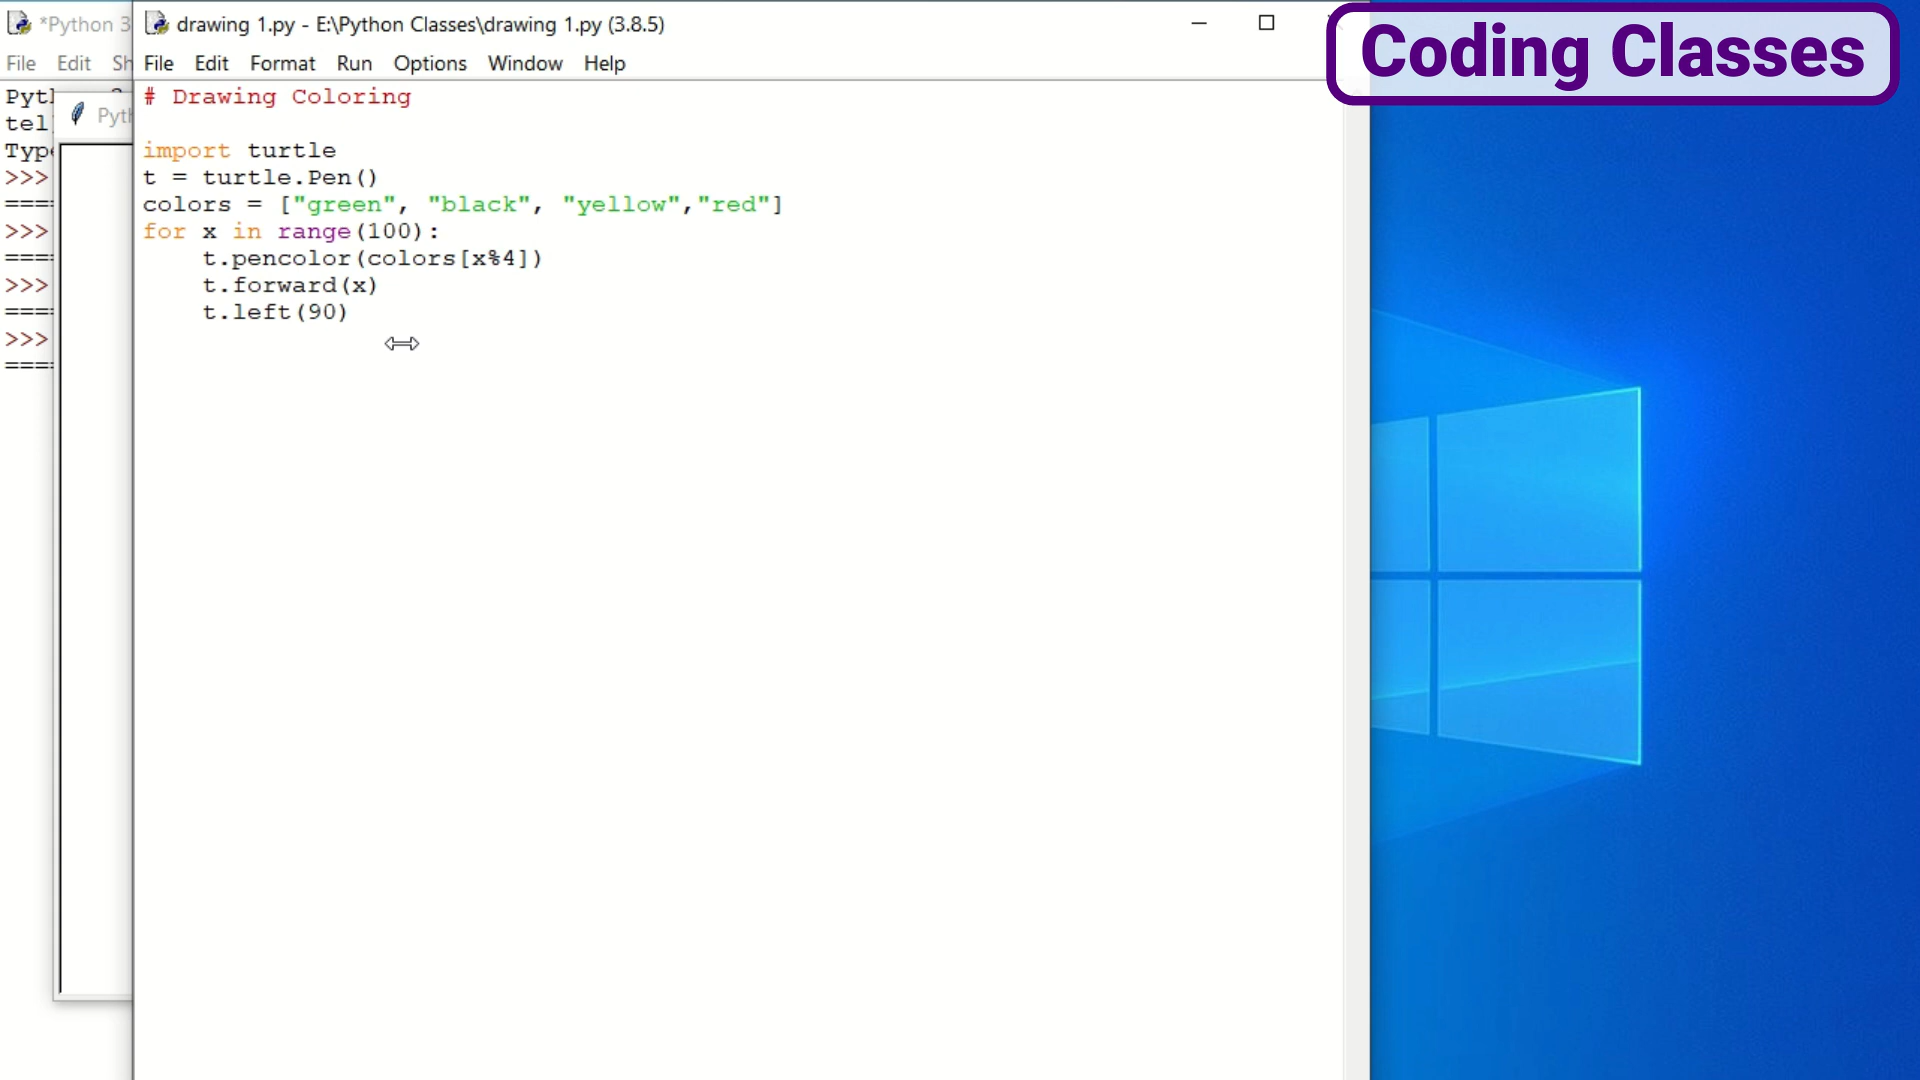 *Python 3
drawing 1.py - E:\Python Classes\drawing 1.py (3.8.5)
Coding Classes
File Edit
File Edit Format Run Options Window Help
# Drawing Coloring
import turtle
t = turtle.Pen()
colors = ["green", "black", "yellow","red"]
for x in range(100):
    t.pencolor(colors[x%4])
    t.forward(x)
    t.left(90)
>>>
====
>>>
====
>>>
====
>>>
====